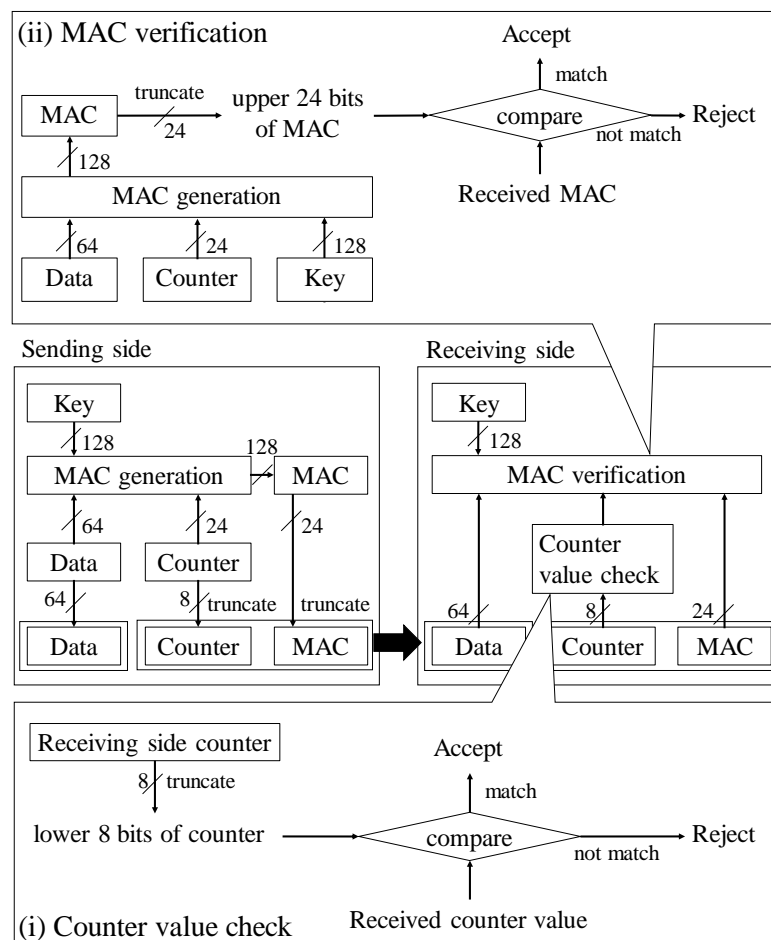 (ii) MAC verification
Accept
match
truncate
MAC
24
upper 24 bits
of MAC
compare
not match
Reject
128
MAC generation
Received MAC
64
24
128
Data
Counter
Key
Sending side
Receiving side
Key
128
128
MAC generation
MAC
64
24
24
Data
Counter
64
8
truncate
truncate
Data
Counter
MAC
Key
128
MAC verification
Counter
value check
64
8
24
Data
Counter
MAC
Receiving side counter
8
truncate
Accept
match
lower 8 bits of counter
compare
not match
Reject
Received counter value
(i) Counter value check